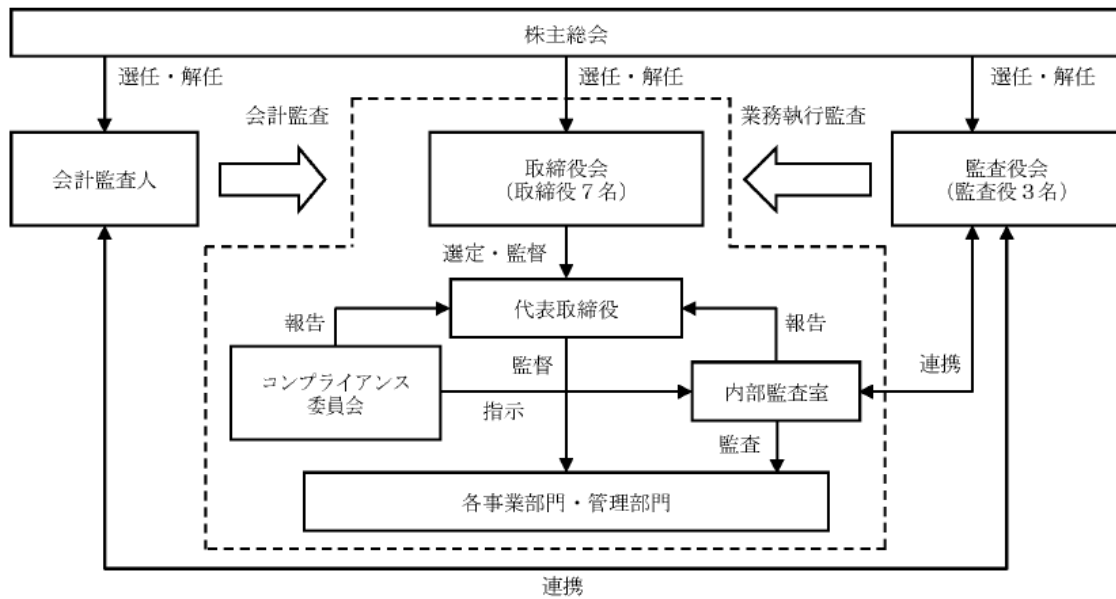 株主総会
選任・解任
選任・解任
選任・解任
会計監査
業務執行監査
会計監査人
取締役会
（取締役７名）
監査役会
（監査役３名）
選定・監督
代表取締役
報告
報告
監督
コンプライアンス
委員会
指示
内部監査室
連携
監査
各事業部門・管理部門
連携